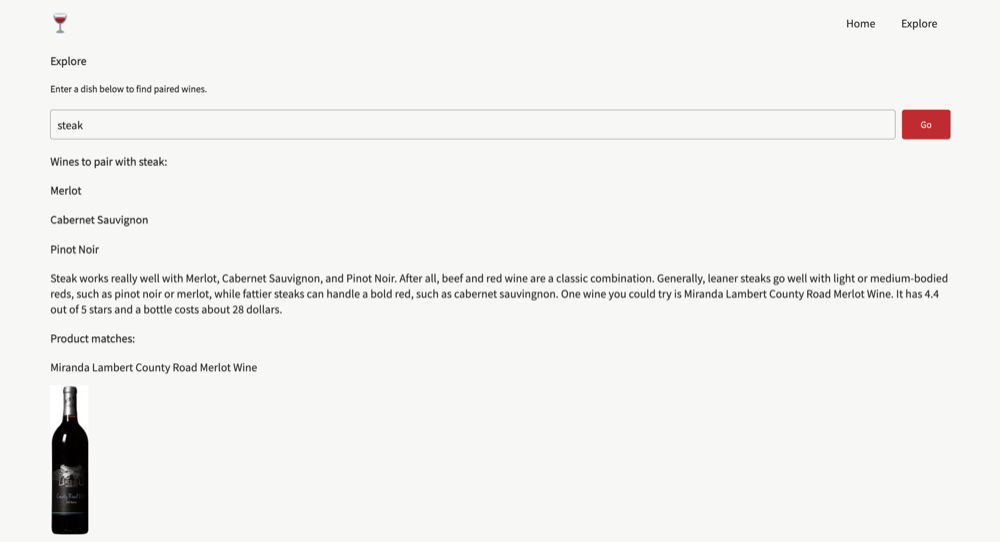 Home Explore
Explore
Enter a dish below to find paired wines.
steak Go
Wines to pair with steak:
Merlot
Cabernet Sauvignon
Pinot Noir
Steak works really well with Merlot, Cabernet Sauvignon, and Pinot Noir. After all, beef and red wine are a classic combination. Generally, leaner steaks go well with light or medium-bodied
reds, such as pinot noir or merlot, while fattier steaks can handle a bold red, such as cabernet sauvingnon. One wine you could try is Miranda Lambert County Road Merlot Wine. It has 4.4
out of 5 stars and a bottle costs about 28 dollars.
Product matches:
Miranda Lambert County Road Merlot Wine